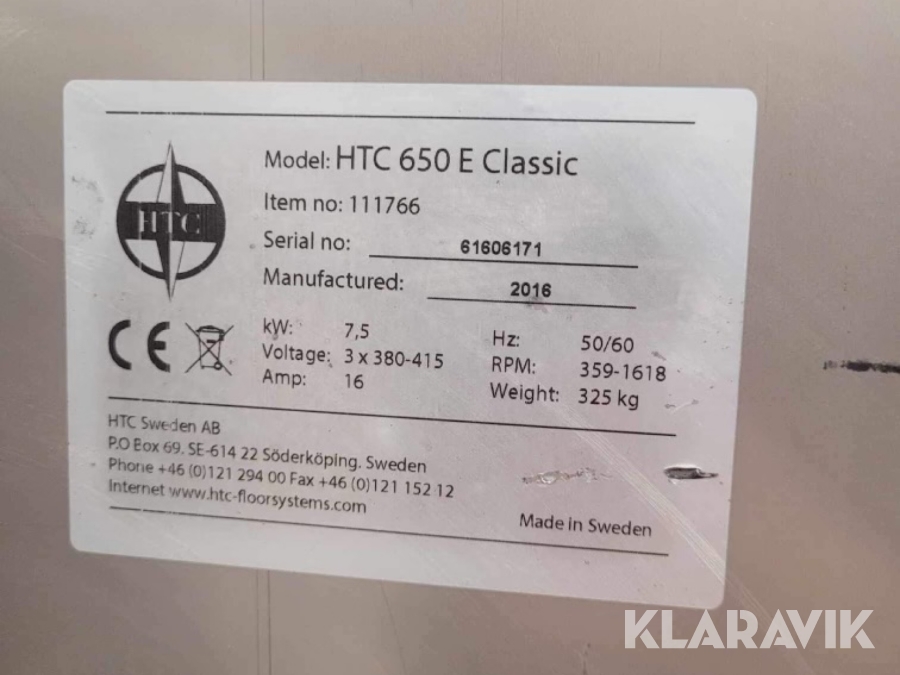 HTC
Model: HTC 650 E Classic
Item no: 111766
Serial no: 61606171
Manufactured: 2016
kW: 7,5
Voltage: 3 x 380-415
Amp: 16
Hz: 50/60
RPM: 359-1618
Weight: 325 kg
CE
HTC Sweden AB
P.O Box 69. SE-614 22 Söderköping. Sweden
Phone +46 (0)121 294 00 Fax +46 (0)121 152 12
Internet www.htc-floorsystems.com
Made in Sweden
KLARAVIK